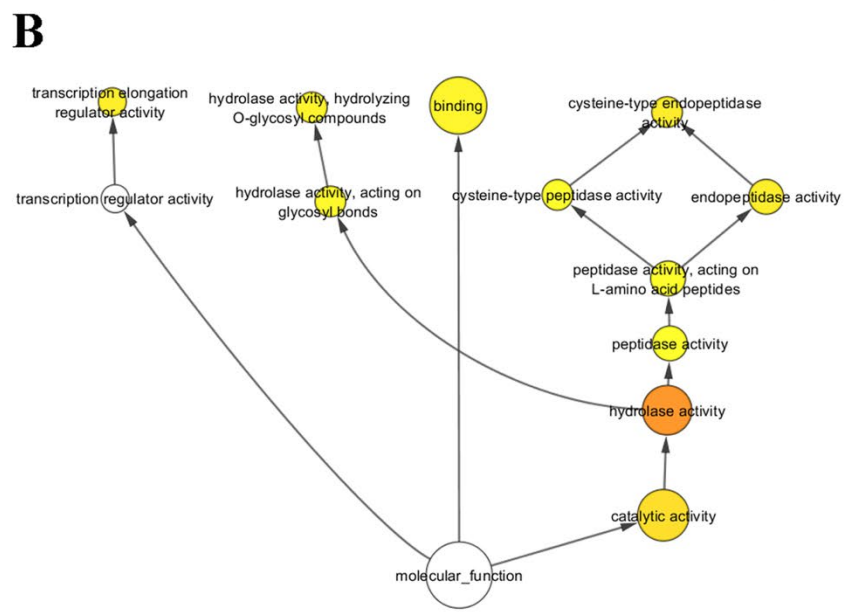 B
transcription elongation
regulator activity
hydrolase activity, hydrolyzing
O-glycosyl compounds
binding
cysteine-type endopeptidase
activity
transcription regulator activity
hydrolase activity, acting on
glycosyl bonds
cysteine-type peptidase activity
endopeptidase activity
peptidase activity, acting on
L-amino acid peptides
peptidase activity
hydrolase activity
catalytic activity
molecular_function